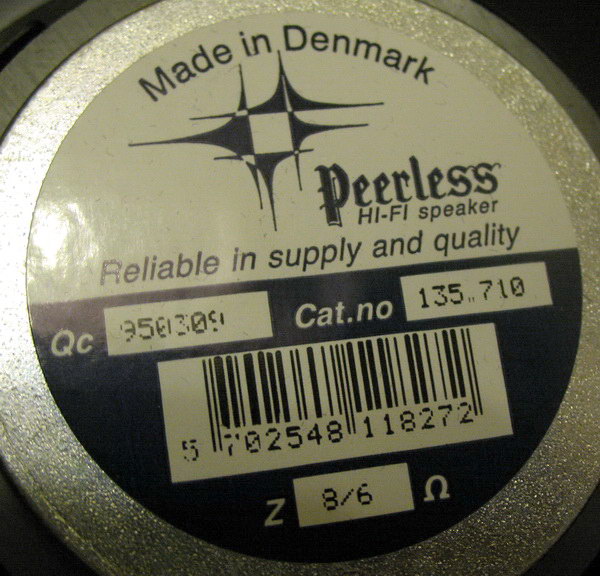 Made in Denmark
Peerless
HI-FI speaker
Reliable in supply and quality
Qc 950309 Cat.no 135.710
5 702548 118272
Z 8/6 Ω